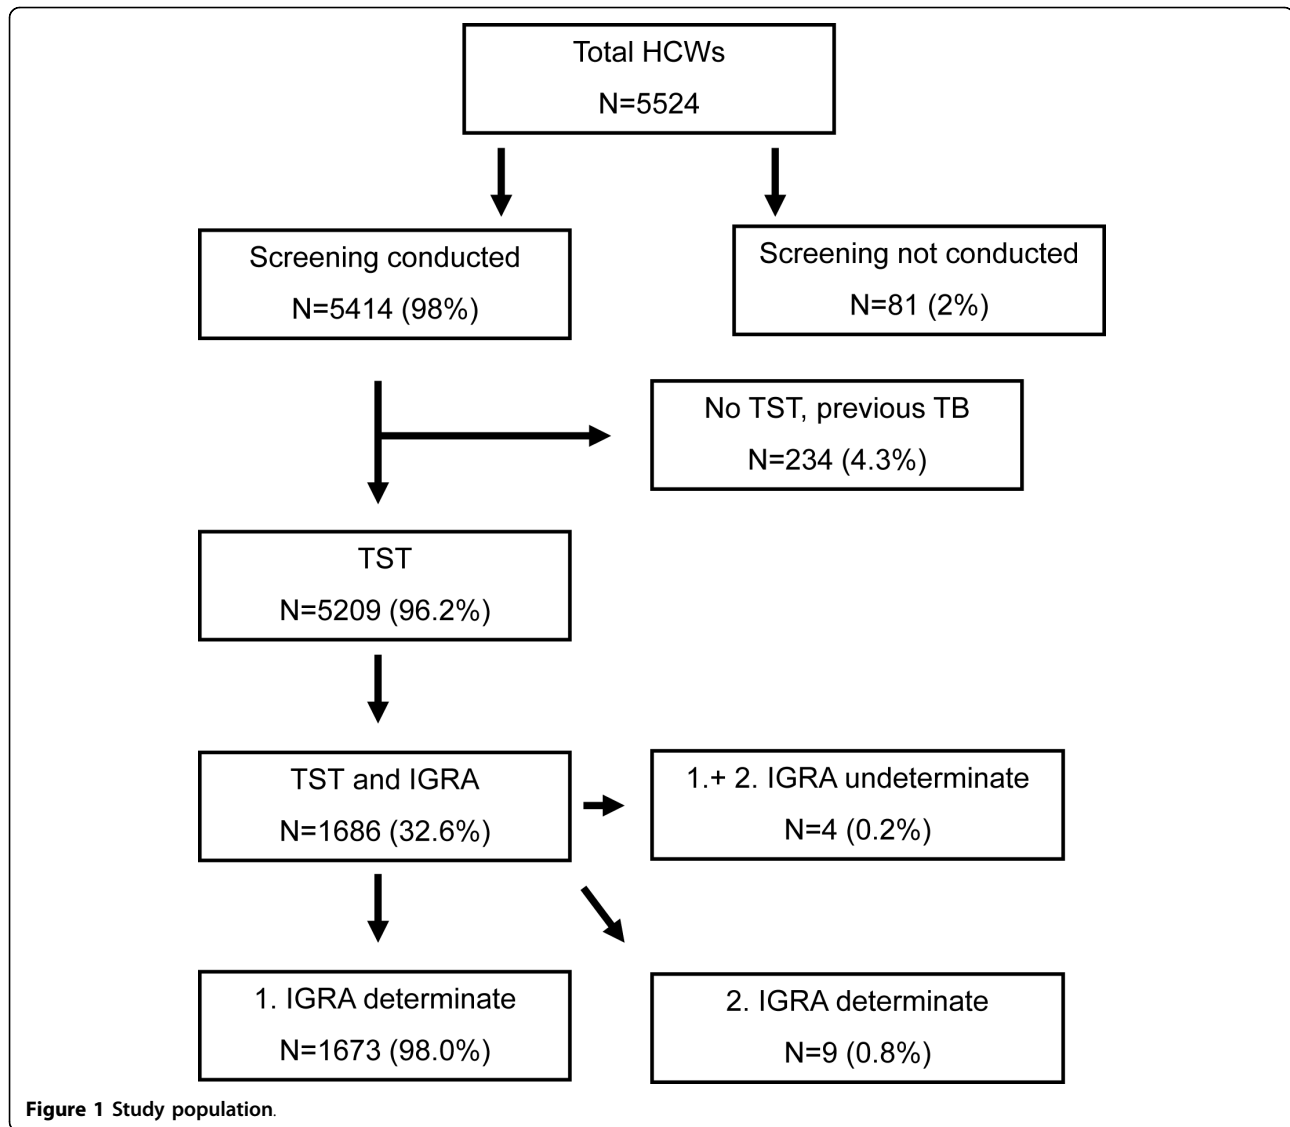 Total HCWs
N=5524
Screening conducted
N=5414 (98%)
Screening not conducted
N=81 (2%)
No TST, previous TB
N=234 (4.3%)
TST
N=5209 (96.2%)
TST and IGRA
N=1686 (32.6%)
1.+ 2. IGRA undeterminate
N=4 (0.2%)
1. IGRA determinate
N=1673 (98.0%)
2. IGRA determinate
N=9 (0.8%)
Figure 1 Study population.